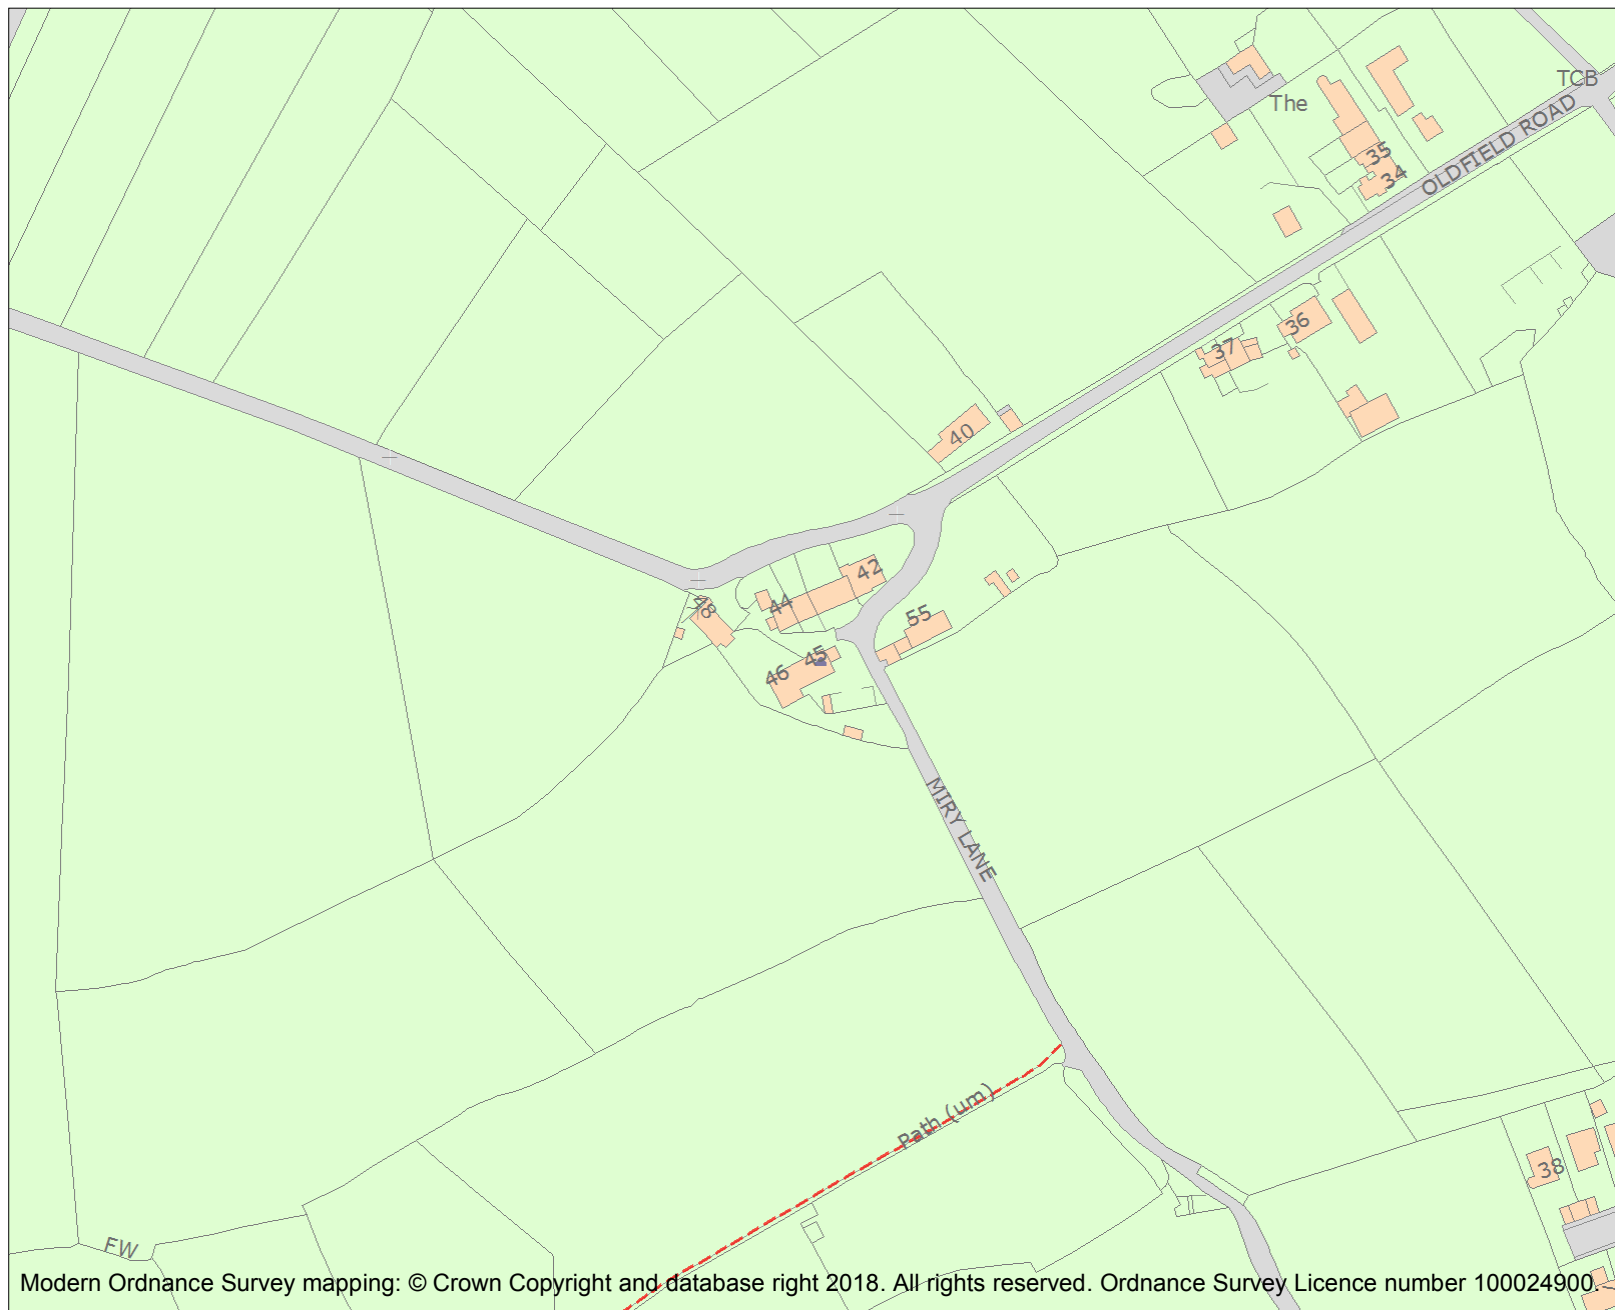 TCB
The
OLDFIELD ROAD
35
34
36
37
40
42
44
48
55
45
46
MIRY LANE
Path (um)
38
FW
Modern Ordnance Survey mapping: © Crown Copyright and database right 2018. All rights reserved. Ordnance Survey Licence number 100024900.